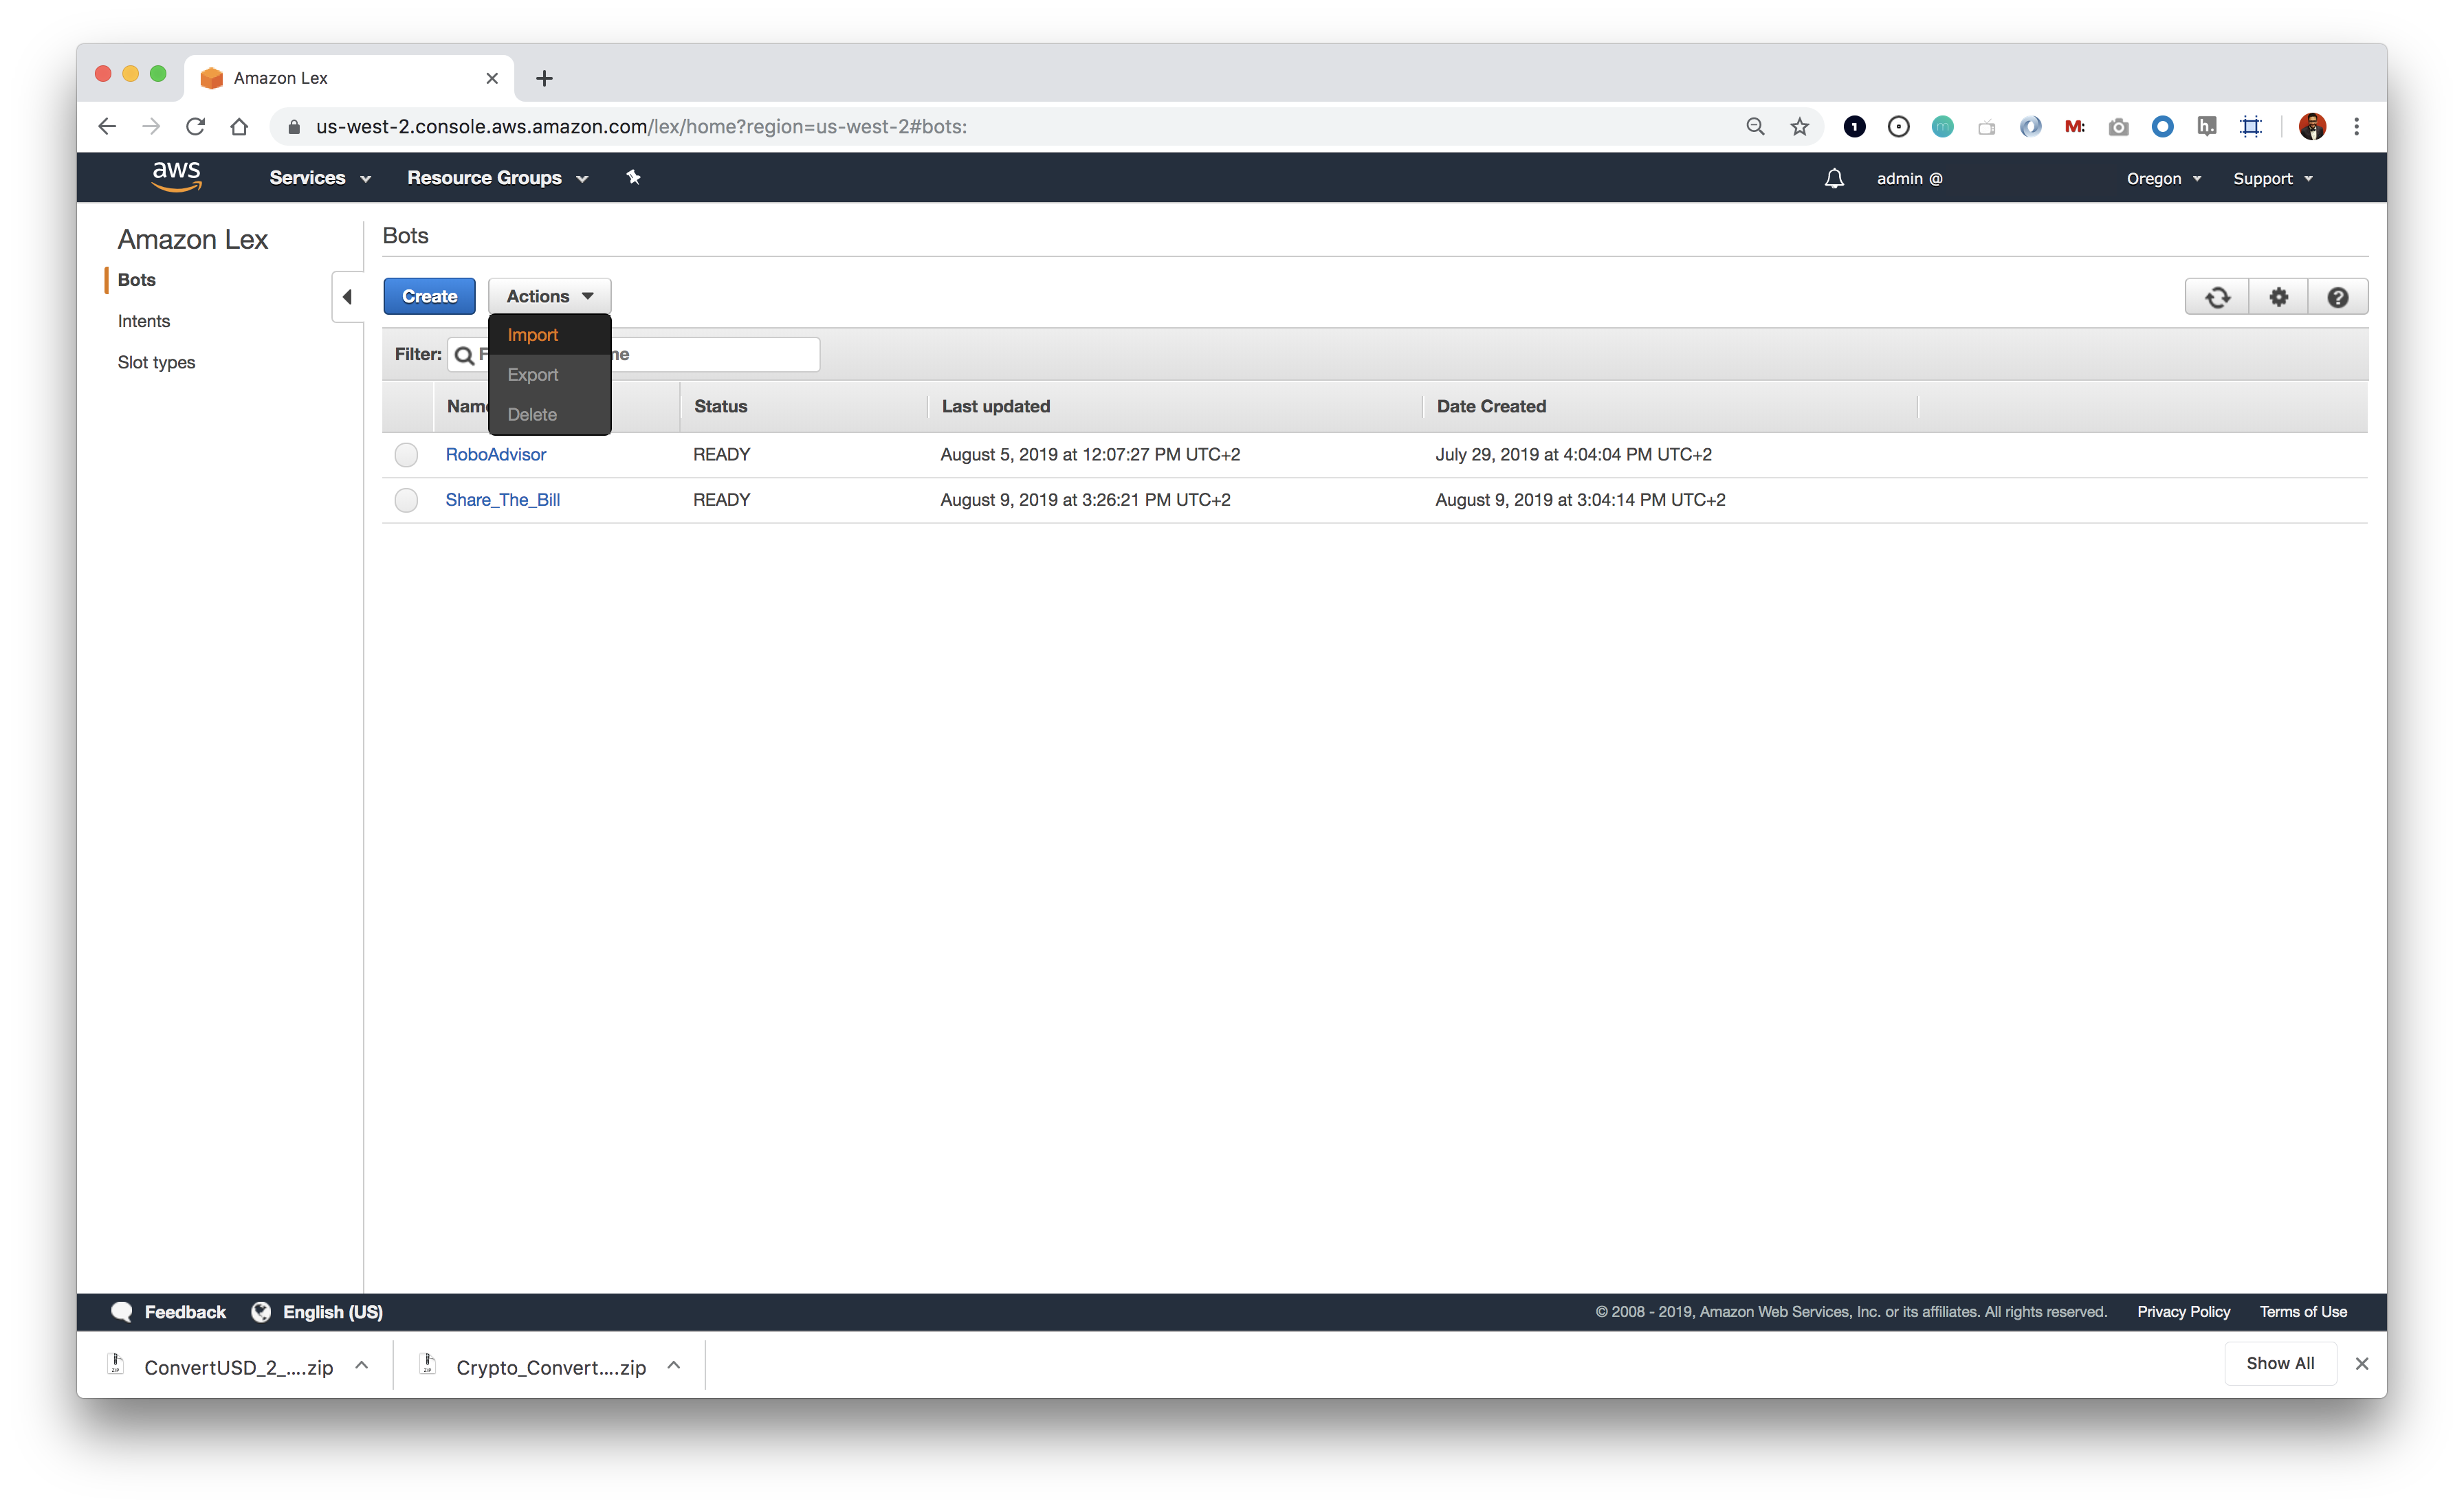 Amazon Lex
us-west-2.console.aws.amazon.com/lex/home?region=us-west-2#bots:
1 m M: h.
aws Services Resource Groups admin @ Oregon Support
Amazon Lex
Bots
Intents
Slot types
Bots
Create Actions
Import
Export
Delete
Filter: F me
Name Status Last updated Date Created
RoboAdvisor READY August 5, 2019 at 12:07:27 PM UTC+2 July 29, 2019 at 4:04:04 PM UTC+2
Share_The_Bill READY August 9, 2019 at 3:26:21 PM UTC+2 August 9, 2019 at 3:04:14 PM UTC+2
Feedback English (US) © 2008 - 2019, Amazon Web Services, Inc. or its affiliates. All rights reserved. Privacy Policy Terms of Use
ZIP ConvertUSD_2_....zip ZIP Crypto_Convert....zip Show All